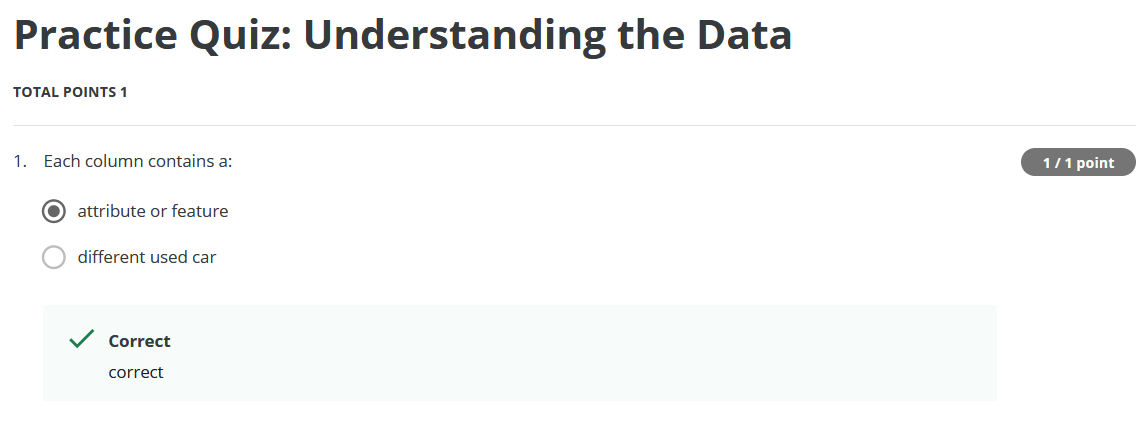 Practice Quiz: Understanding the Data
TOTAL POINTS 1
1. Each column contains a:
1 / 1 point
attribute or feature
different used car
Correct
correct